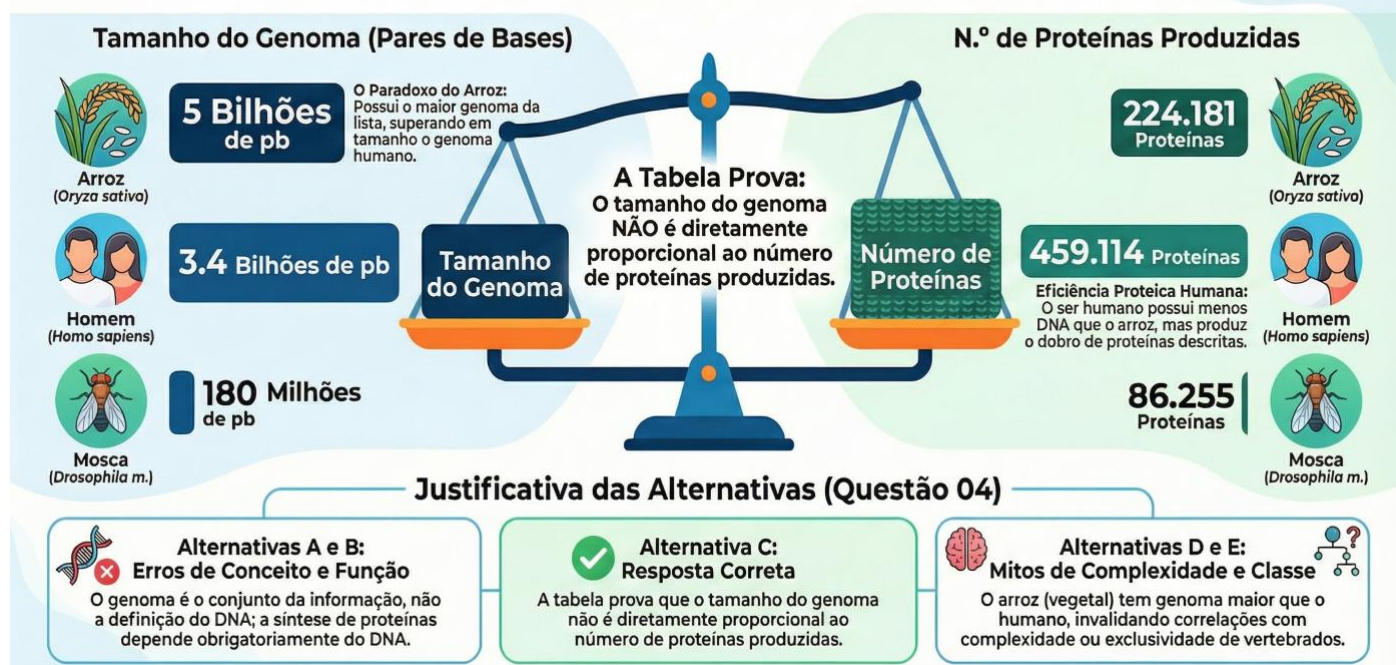 Tamanho do Genoma (Pares de Bases)
5 Bilhões
de pb
O Paradoxo do Arroz:
Possui o maior genoma da
lista, superando em
tamanho o genoma
humano.
Arroz
(Oryza sativa)
3.4 Bilhões de pb
Homem
(Homo sapiens)
180 Milhões
de pb
Mosca
(Drosophila m.)
A Tabela Prova:
O tamanho do genoma
NÃO é diretamente
proporcional ao número
de proteínas produzidas.
Tamanho
do Genoma
Número de
Proteínas
N.º de Proteínas Produzidas
224.181
Proteínas
Arroz
(Oryza sativa)
459.114 Proteínas
Eficiência Proteica Humana:
O ser humano possui menos
DNA que o arroz, mas produz
o dobro de proteínas descritas.
Homem
(Homo sapiens)
86.255
Proteínas
Mosca
(Drosophila m.)
Justificativa das Alternativas (Questão 04)
Alternativas A e B:
Erros de Conceito e Função
O genoma é o conjunto da informação, não
a definição do DNA; a síntese de proteínas
depende obrigatoriamente do DNA.
Alternativa C:
Resposta Correta
A tabela prova que o tamanho do genoma
não é diretamente proporcional ao
número de proteínas produzidas.
?
Alternativas D e E:
Mitos de Complexidade e Classe
O arroz (vegetal) tem genoma maior que o
humano, invalidando correlações com
complexidade ou exclusividade de vertebrados.